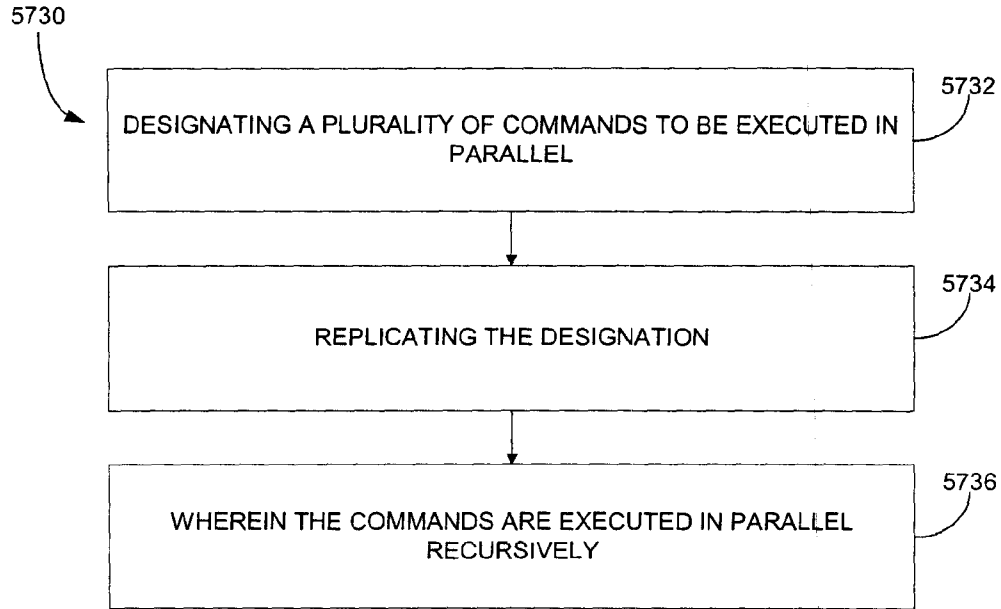 5730
5732
DESIGNATING A PLURALITY OF COMMANDS TO BE EXECUTED IN
PARALLEL
5734
REPLICATING THE DESIGNATION
5736
WHEREIN THE COMMANDS ARE EXECUTED IN PARALLEL
RECURSIVELY